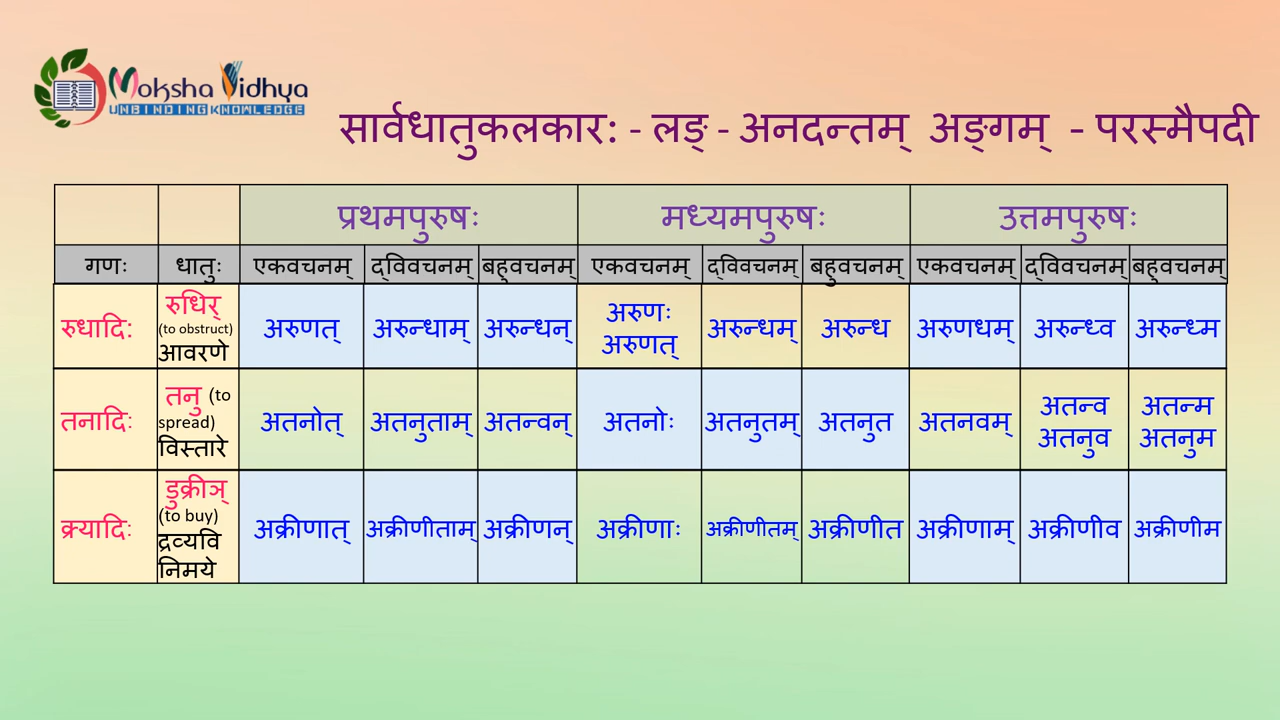 Moksha Vidhya
UNBINDING KNOWLEDGE
सार्वधातुकलकार: - लङ् - अनदन्तम् अङ्गम् - परस्मैपदी
प्रथमपुरुषः मध्यमपुरुषः उत्तमपुरुषः
गणः धातुः एकवचनम् द्विवचनम् बहुवचनम् एकवचनम् द्विवचनम् बहुवचनम् एकवचनम् द्विवचनम् बहुवचनम्
रुधादि: रुधिर् (to obstruct) आवरणे अरुणत् अरुन्धाम् अरुन्धन् अरुणः अरुणत् अरुन्धम् अरुन्ध अरुणधम् अरुन्ध्व अरुन्ध्म
तनादिः तनु (to spread) विस्तारे अतनोत् अतनुताम् अतन्वन् अतनोः अतनुतम् अतनुत अतनवम् अतन्व अतनुव अतन्म अतनुम
क्र्यादिः डुक्रीञ् (to buy) द्रव्यवि निमये अक्रीणात् अक्रीणीताम् अक्रीणन् अक्रीणाः अक्रीणीतम् अक्रीणीत अक्रीणाम् अक्रीणीव अक्रीणीम